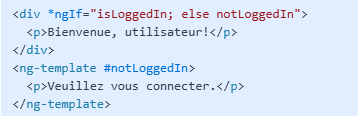 <div *ngIf="isLoggedIn; else notLoggedIn">
  <p>Bienvenue, utilisateur!</p>
</div>
<ng-template #notLoggedIn>
  <p>Veuillez vous connecter.</p>
</ng-template>